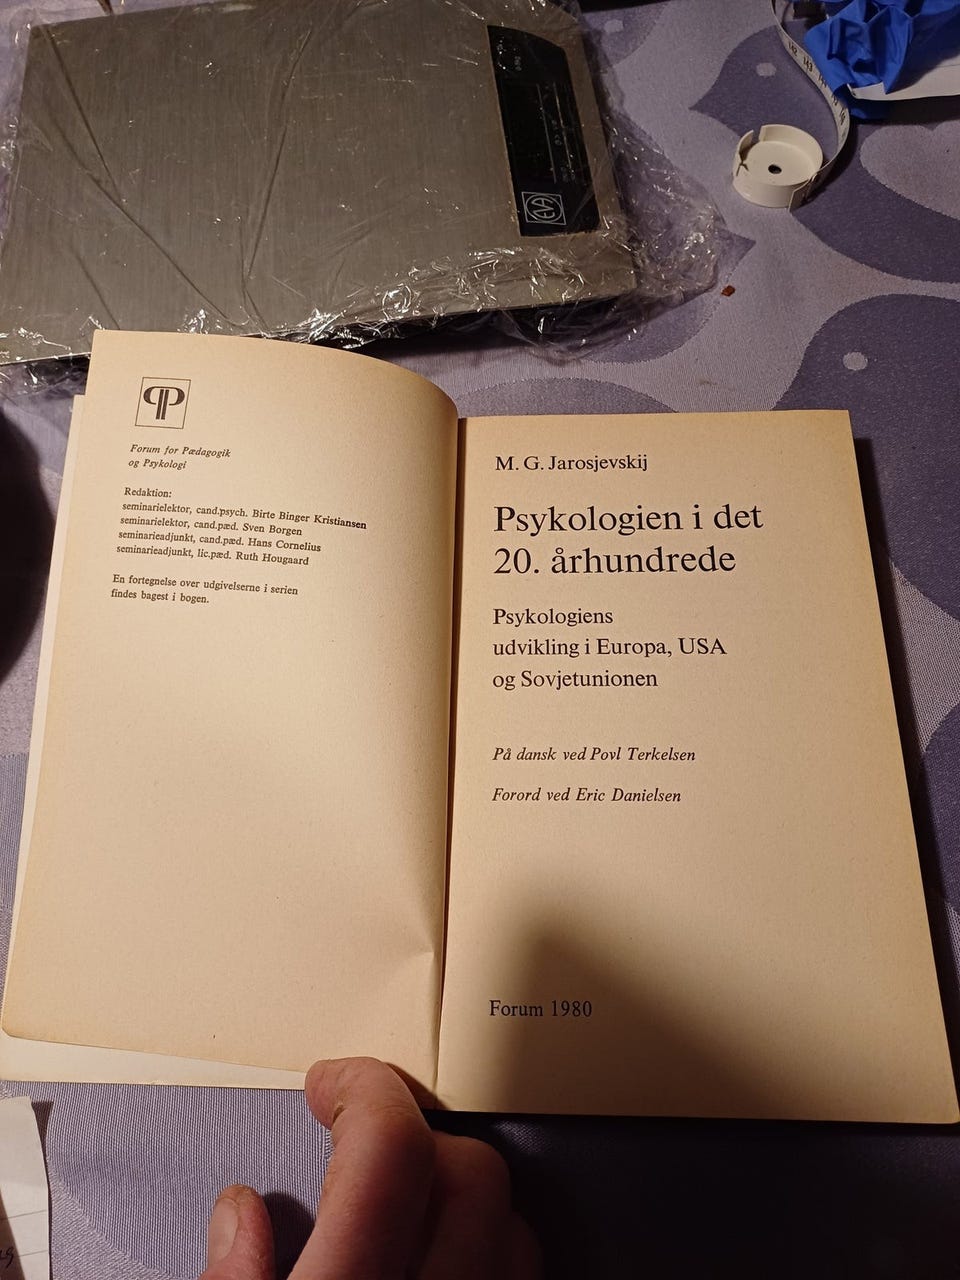 EVA
142 143
Forum for Pædagogik
og Psykologi
Redaktion:
seminarielektor, cand.psych. Birte Binger Kristiansen
seminarielektor, cand.pæd. Sven Borgen
seminarieadjunkt, cand.pæd. Hans Cornelius
seminarieadjunkt, lic.pæd. Ruth Hougaard
En fortegnelse over udgivelserne i serien
findes bagest i bogen.
M. G. Jarosjevskij
Psykologien i det
20. århundrede
Psykologiens
udvikling i Europa, USA
og Sovjetunionen
På dansk ved Povl Terkelsen
Forord ved Eric Danielsen
Forum 1980